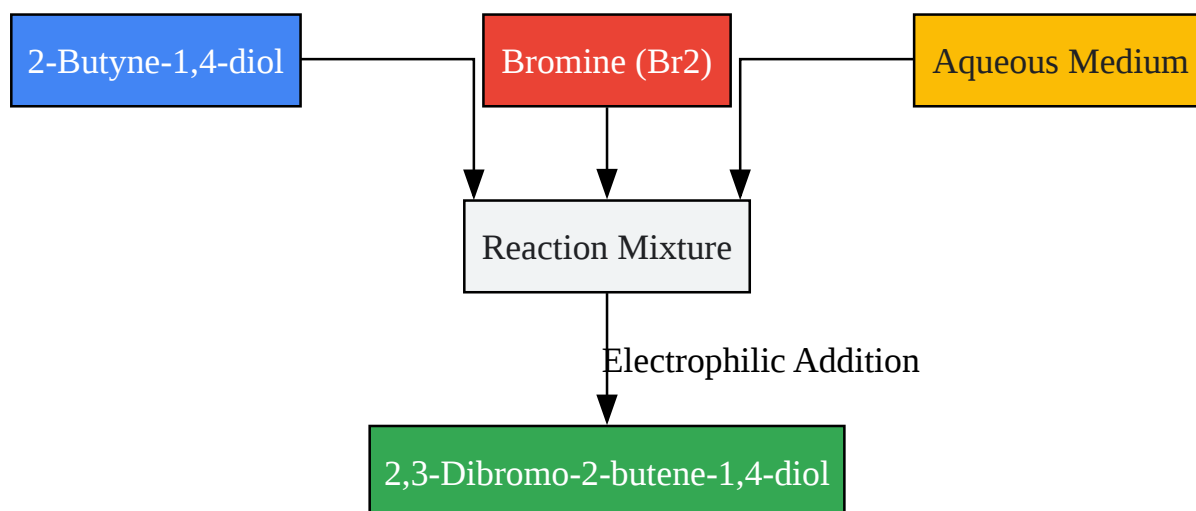 2-Butyne-1,4-diol
Bromine (Br2)
Aqueous Medium
Reaction Mixture
Electrophilic Addition
2,3-Dibromo-2-butene-1,4-diol